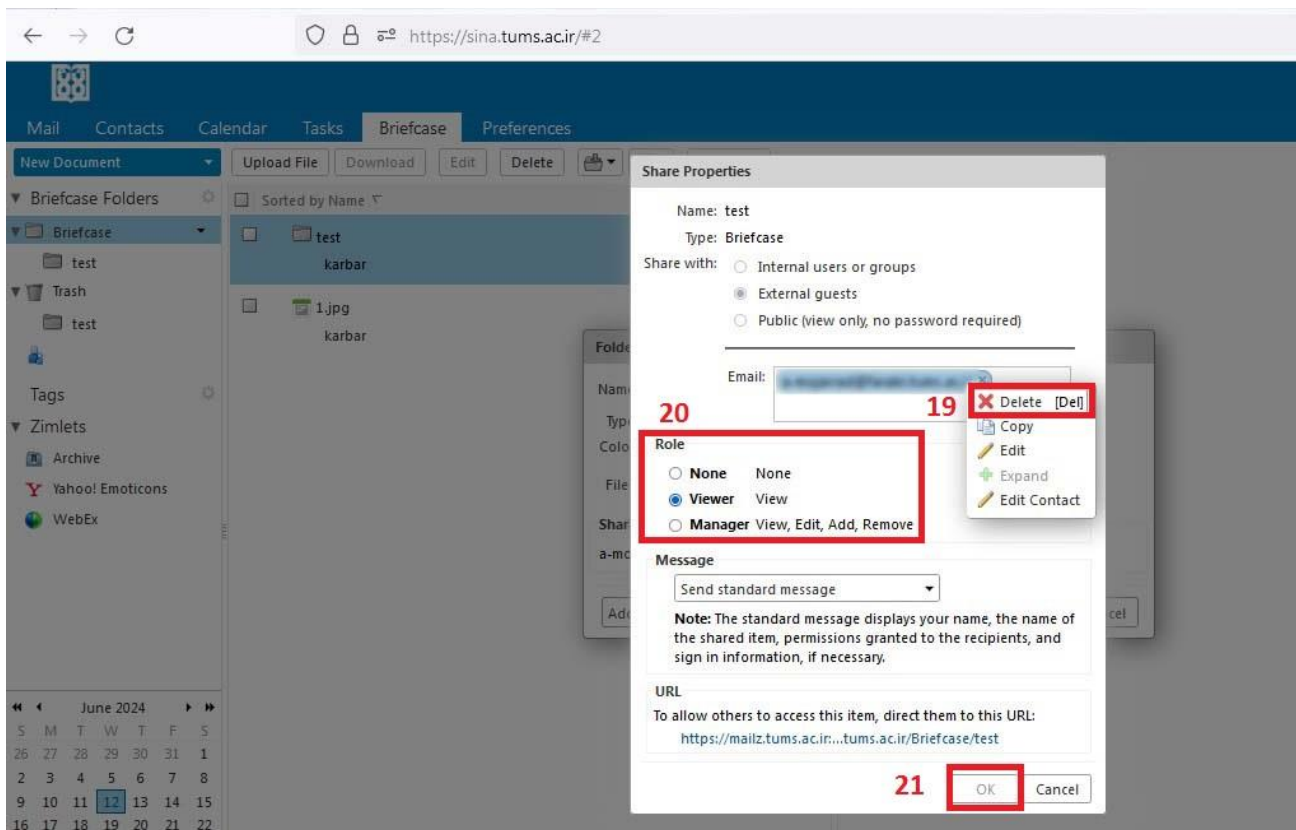 https://sina.tums.ac.ir/#2
Mail Contacts Calendar Tasks Briefcase Preferences
New Document
Upload File Download Edit Delete
Briefcase Folders
Briefcase
test
Trash
test
Tags
Zimlets
Archive
Yahoo! Emoticons
WebEx
Sorted by Name
test
karbar
1.jpg
karbar
Share Properties
Name: test
Type: Briefcase
Share with: Internal users or groups
External guests
Public (view only, no password required)
Email:
19 Delete [Del]
Copy
Edit
Expand
Edit Contact
20
Role
None None
Viewer View
Manager View, Edit, Add, Remove
Message
Send standard message
Note: The standard message displays your name, the name of
the shared item, permissions granted to the recipients, and
sign in information, if necessary.
URL
To allow others to access this item, direct them to this URL:
https://mailz.tums.ac.ir:...tums.ac.ir/Briefcase/test
21 OK Cancel
June 2024
S M T W T F S
26 27 28 29 30 31 1
2 3 4 5 6 7 8
9 10 11 12 13 14 15
16 17 18 19 20 21 22